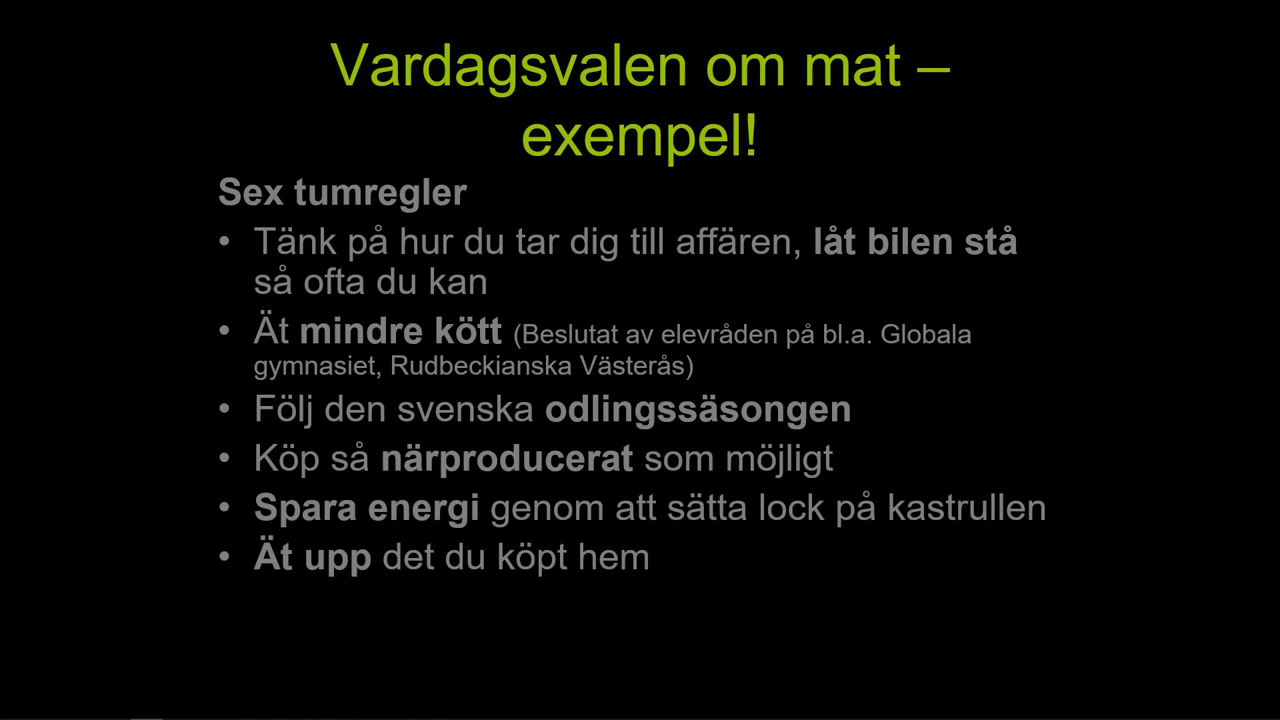 Vardagsvalen om mat –
exempel!
Sex tumregler
• Tänk på hur du tar dig till affären, låt bilen stå
så ofta du kan
• Ät mindre kött (Beslutat av elevråden på bl.a. Globala
gymnasiet, Rudbeckianska Västerås)
• Följ den svenska odlingssäsongen
• Köp så närproducerat som möjligt
• Spara energi genom att sätta lock på kastrullen
• Ät upp det du köpt hem